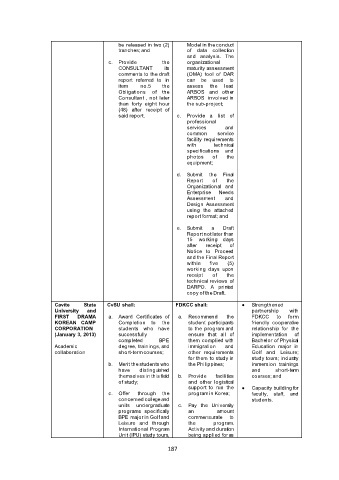 be released in two (2)
tranches; and
c. Provide the
CONSULTANT its
comments to the draft
report referred to in
item no.5 the
Obligations of the
Consultant , not later
than forty eight hour
(48) after receipt of
said report.
Model in the conduct
of data collection
and analysis. The
organizational
maturity assessment
(OMA) tool of DAR
can be used to
assess the lead
ARBOS and other
ARBOS involved in
the sub-project;
c. Provide a list of
professional
services and
common service
facility requirements
with technical
specifications and
photos of the
equipment;
d. Submit the Final
Report of the
Organizational and
Enterprise Needs
Assessment and
Design Assessment
using the attached
report format; and
e. Submit a Draft
Report not later than
15 working days
after receipt of
Notice to Proceed
and the Final Report
within five (5)
working days upon
receipt of the
technical reviews of
DARPO. A printed
copy of the Draft.
Cavite State
University and
FIRST DRAMA
KOREAN CAMP
CORPORATION
(January 3, 2013)
Academic
collaboration
CvSU shall:
a. Award Certificates of
Completion to the
students who have
successfully
completed BPE
degree, trainings, and
short-term courses;
b. Merit the students who
have distinguished
themselves in this field
of study;
c. Offer through the
concerned college and
units undergraduate
programs specifically
BPE major in Golf and
Leisure and through
International Program
Unit (IPU) study tours,
FDKCC shall:
a. Recommend the
student participants
to the program and
ensure that all of
them complied with
immigration and
other requirements
for them to study in
the Philippines;
b. Provide facilities
and other logistical
support to run the
program in Korea;
c. Pay the University
an amount
commensurate to
the program.
Activity and duration
being applied for as
• Strengthened
partnership with
FDKCC to form
friendly cooperative
relationship for the
implementation of
Bachelor of Physical
Education major in
Golf and Leisure;
study tours; industry
immersion trainings
and short-term
courses; and
• Capacity building for
faculty, staff, and
students.
187